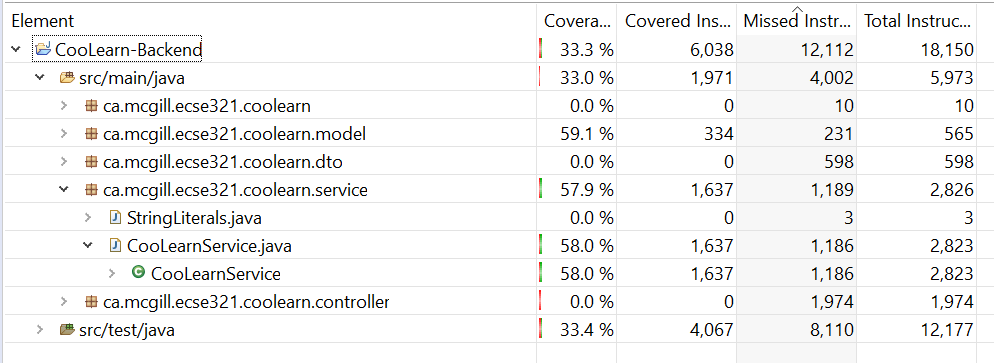 Element Covera... Covered Ins... Missed Instr... Total Instruc...
CooLearn-Backend 33.3 % 6,038 12,112 18,150
src/main/java 33.0 % 1,971 4,002 5,973
ca.mcgill.ecse321.coolearn 0.0 % 0 10 10
ca.mcgill.ecse321.coolearn.model 59.1 % 334 231 565
ca.mcgill.ecse321.coolearn.dto 0.0 % 0 598 598
ca.mcgill.ecse321.coolearn.service 57.9 % 1,637 1,189 2,826
StringLiterals.java 0.0 % 0 3 3
CooLearnService.java 58.0 % 1,637 1,186 2,823
CooLearnService 58.0 % 1,637 1,186 2,823
ca.mcgill.ecse321.coolearn.controller 0.0 % 0 1,974 1,974
src/test/java 33.4 % 4,067 8,110 12,177